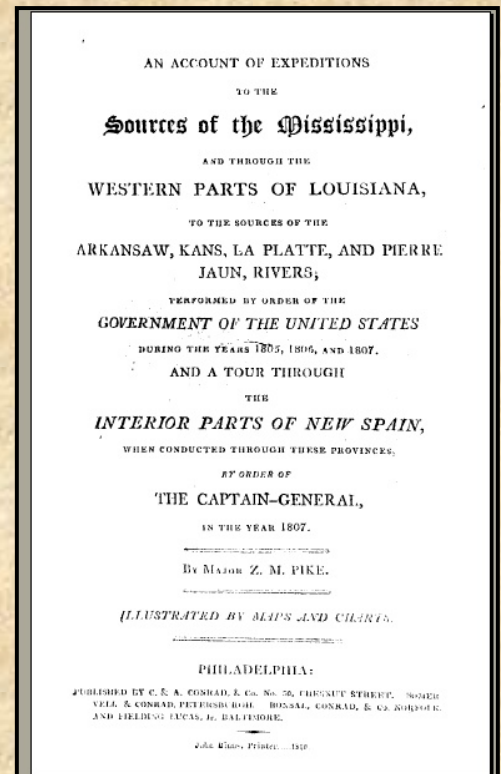 AN ACCOUNT OF EXPEDITIONS
TO THE
Sources of the Mississippi,
AND THROUGH THE
WESTERN PARTS OF LOUISIANA,
TO THE SOURCES OF THE
ARKANSAW, KANS, LA PLATTE, AND PIERRE
JAUN, RIVERS;
PERFORMED BY ORDER OF THE
GOVERNMENT OF THE UNITED STATES
DURING THE YEARS 1805, 1806, AND 1807.
AND A TOUR THROUGH
THE
INTERIOR PARTS OF NEW SPAIN,
WHEN CONDUCTED THROUGH THESE PROVINCES,
BY ORDER OF
THE CAPTAIN-GENERAL,
IN THE YEAR 1807.
By Major Z. M. PIKE.
ILLUSTRATED BY MAPS AND CHARTS.
PHILADELPHIA:
PUBLISHED BY C. & A. CONRAD, & Co. No. 30, CHESNUT STREET. SOMER
VELL & CONRAD, PETERSBURGH. BONSAL, CONRAD, & Co. NORFOLK.
AND FIELDING LUCAS, Jr. BALTIMORE.
John Binns, Printer....1810.